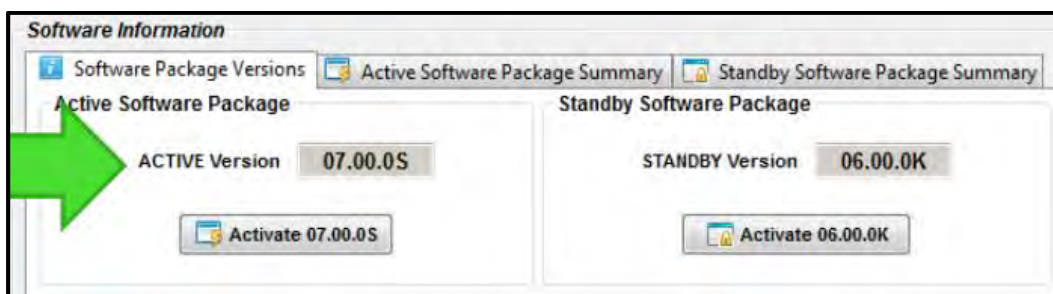 Software Information
Software Package Versions Active Software Package Summary Standby Software Package Summary
Active Software Package Standby Software Package
ACTIVE Version 07.00.0S STANDBY Version 06.00.0K
Activate 07.00.0S Activate 06.00.0K